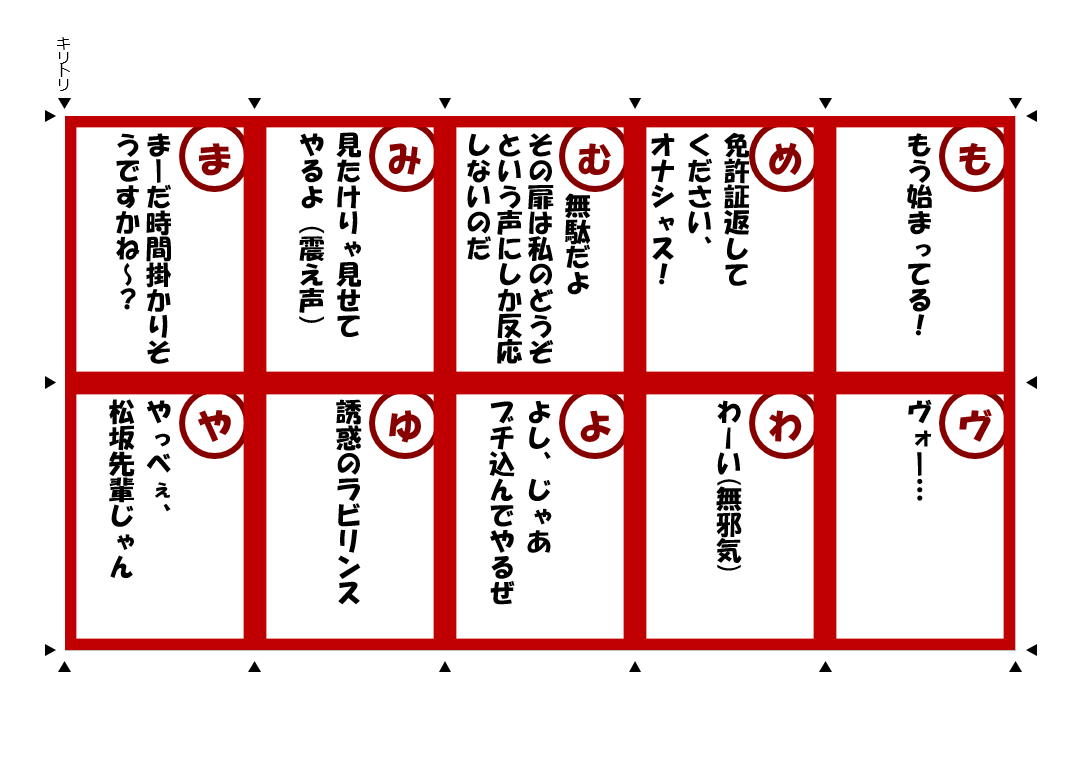 キリトリ
ま
まーだ時間掛かりそ
うですかね～？
み
見たけりゃ見せて
やるよ（震え声）
む
無駄だよ
その扉は私のどうぞ
という声にしか反応
しないのだ
め
免許証返して
ください、
オナシャス！
も
もう始まってる！
や
やっべぇ、
松坂先輩じゃん
ゆ
誘惑のラビリンス
よ
よし、じゃあ
ブチ込んでやるぜ
わ
わーい(無邪気)
ヴ
ヴォー…